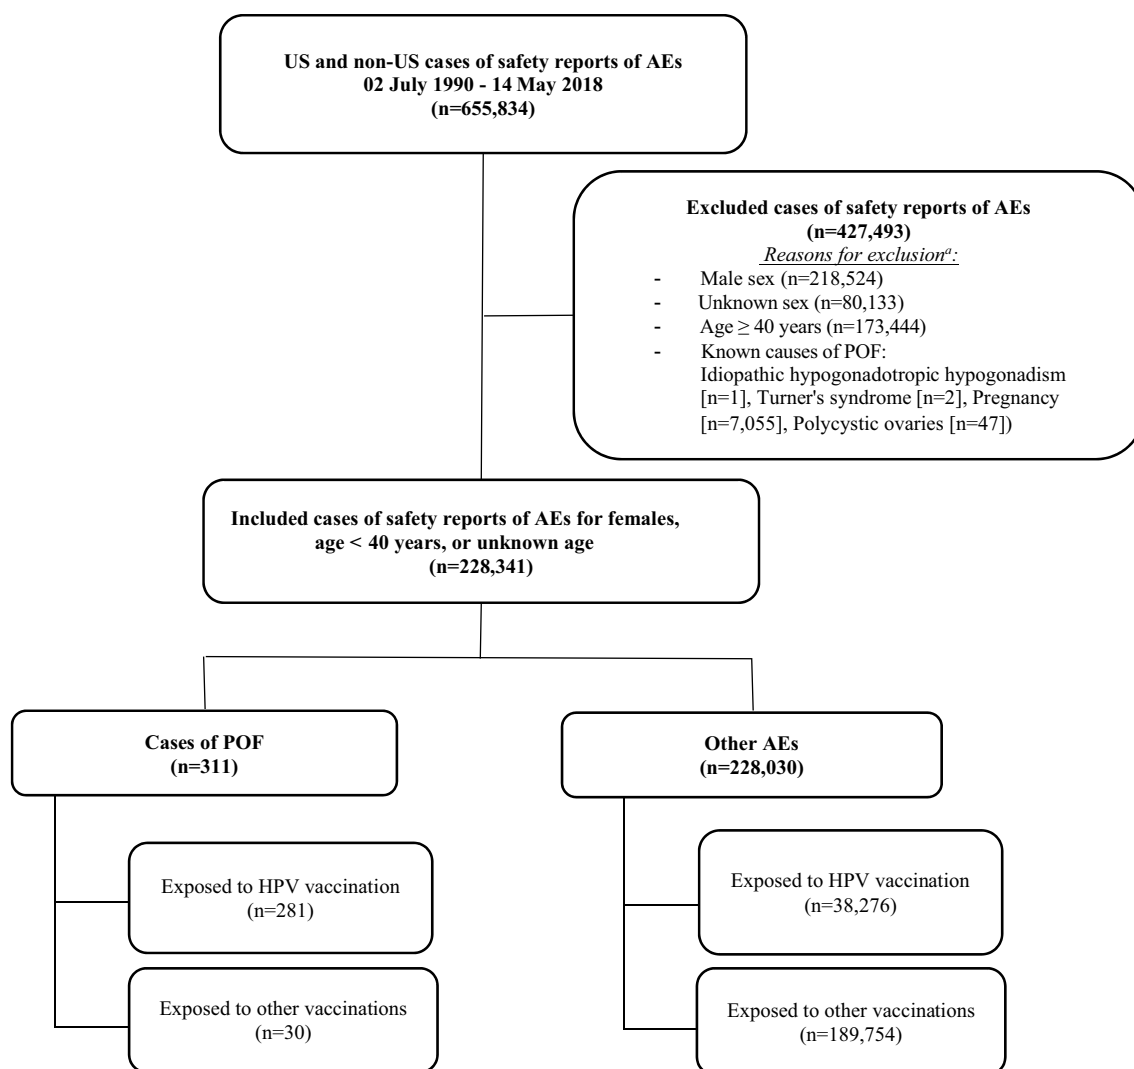 US and non-US cases of safety reports of AEs
02 July 1990 - 14 May 2018
(n=655,834)
Excluded cases of safety reports of AEs
(n=427,493)
Reasons for exclusionᵃ:
- Male sex (n=218,524)
- Unknown sex (n=80,133)
- Age ≥ 40 years (n=173,444)
- Known causes of POF:
Idiopathic hypogonadotropic hypogonadism
[n=1], Turner's syndrome [n=2], Pregnancy
[n=7,055], Polycystic ovaries [n=47])
Included cases of safety reports of AEs for females,
age < 40 years, or unknown age
(n=228,341)
Cases of POF
(n=311)
Other AEs
(n=228,030)
Exposed to HPV vaccination
(n=281)
Exposed to HPV vaccination
(n=38,276)
Exposed to other vaccinations
(n=30)
Exposed to other vaccinations
(n=189,754)